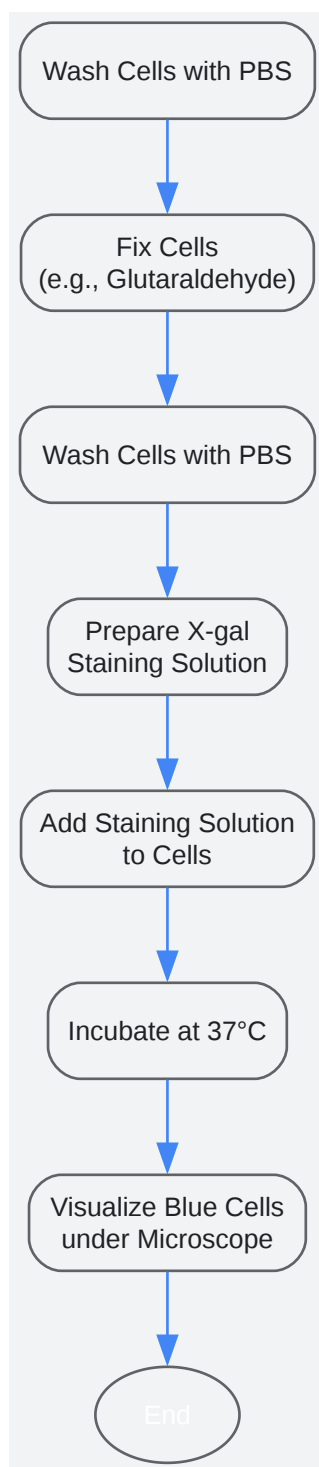 Wash Cells with PBS
Fix Cells
(e.g., Glutaraldehyde)
Wash Cells with PBS
Prepare X-gal
Staining Solution
Add Staining Solution
to Cells
Incubate at 37°C
Visualize Blue Cells
under Microscope
End